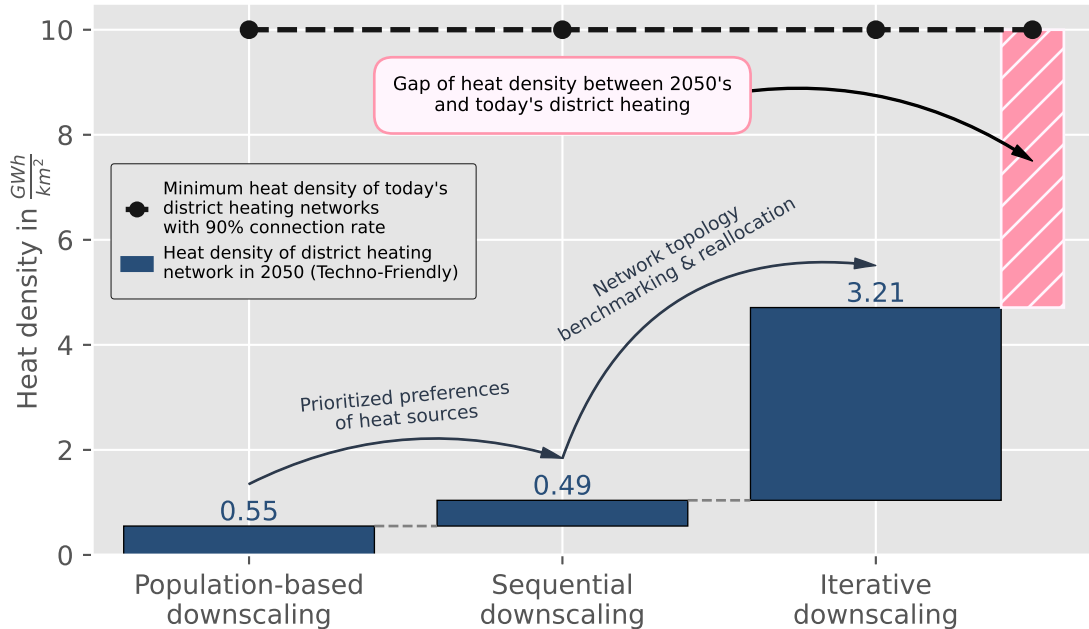 10
8
6
4
2
0
Heat density in GWh/km²
Gap of heat density between 2050's
and today's district heating
Minimum heat density of today's
district heating networks
with 90% connection rate
Heat density of district heating
network in 2050 (Techno-Friendly)
Network topology
benchmarking & reallocation
3.21
Prioritized preferences
of heat sources
0.49
0.55
Population-based
downscaling
Sequential
downscaling
Iterative
downscaling